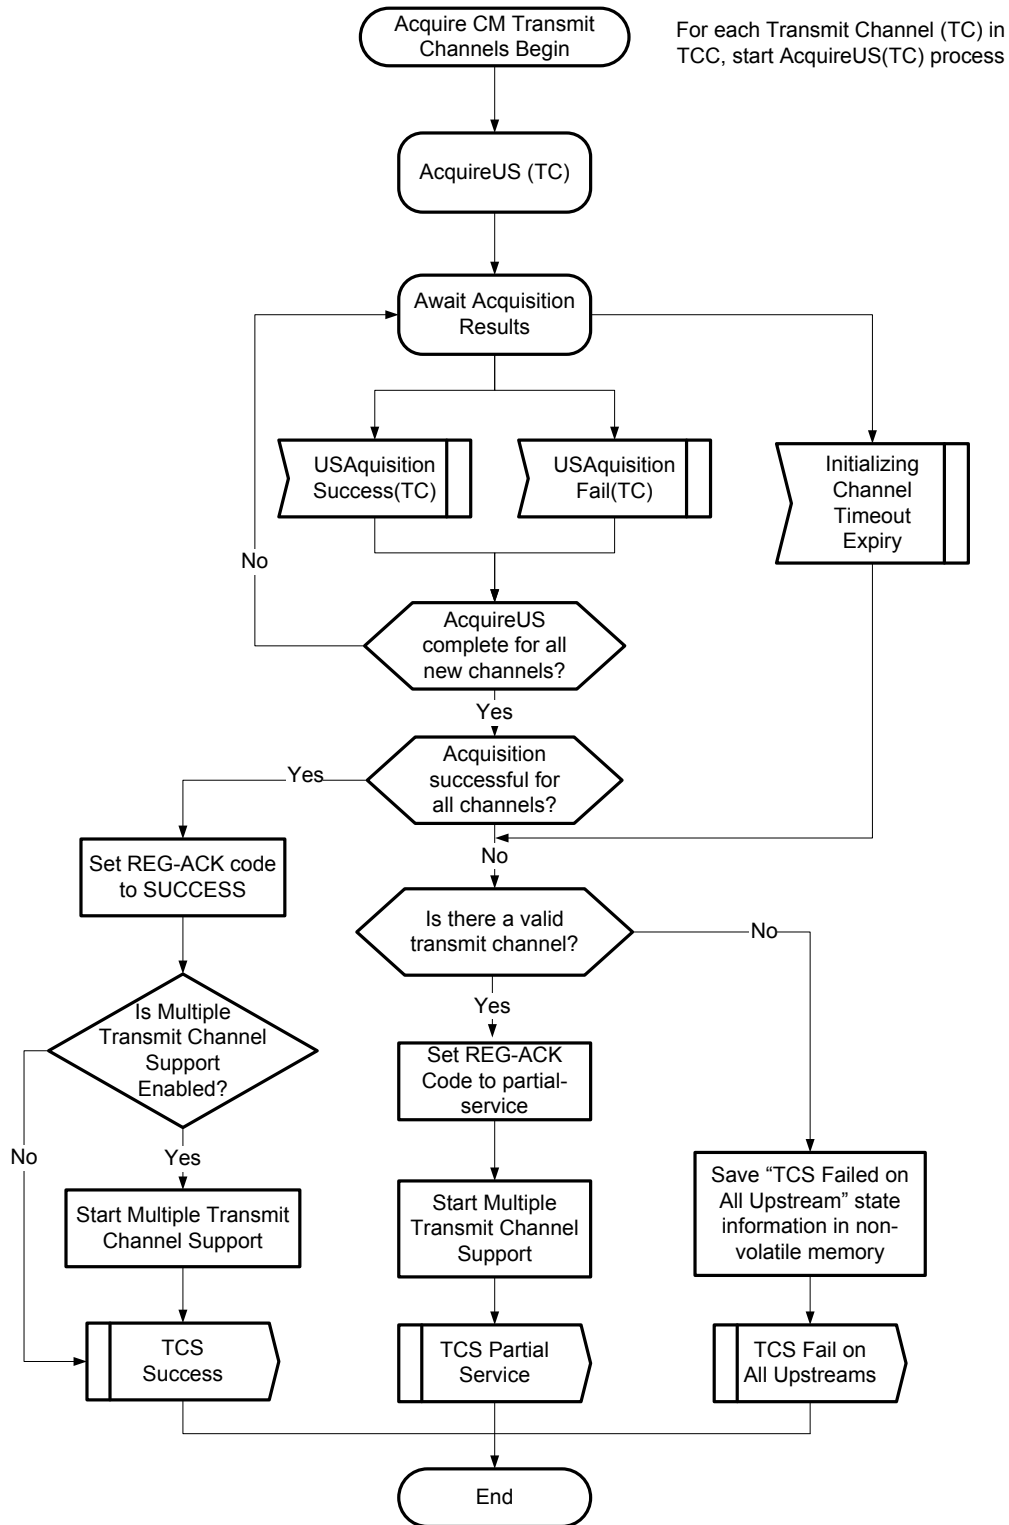 Acquire CM Transmit
Channels Begin
For each Transmit Channel (TC) in
TCC, start AcquireUS(TC) process
AcquireUS (TC)
Await Acquisition
Results
USAquisition
Success(TC)
USAquisition
Fail(TC)
Initializing
Channel
Timeout
Expiry
No
AcquireUS
complete for all
new channels?
Yes
Acquisition
successful for
all channels?
Yes
No
Set REG-ACK code
to SUCCESS
Is there a valid
transmit channel?
No
Yes
Is Multiple
Transmit Channel
Support
Enabled?
Set REG-ACK
Code to partial-
service
No
Yes
Start Multiple Transmit
Channel Support
Start Multiple
Transmit Channel
Support
Save “TCS Failed on
All Upstream” state
information in non-
volatile memory
TCS
Success
TCS Partial
Service
TCS Fail on
All Upstreams
End